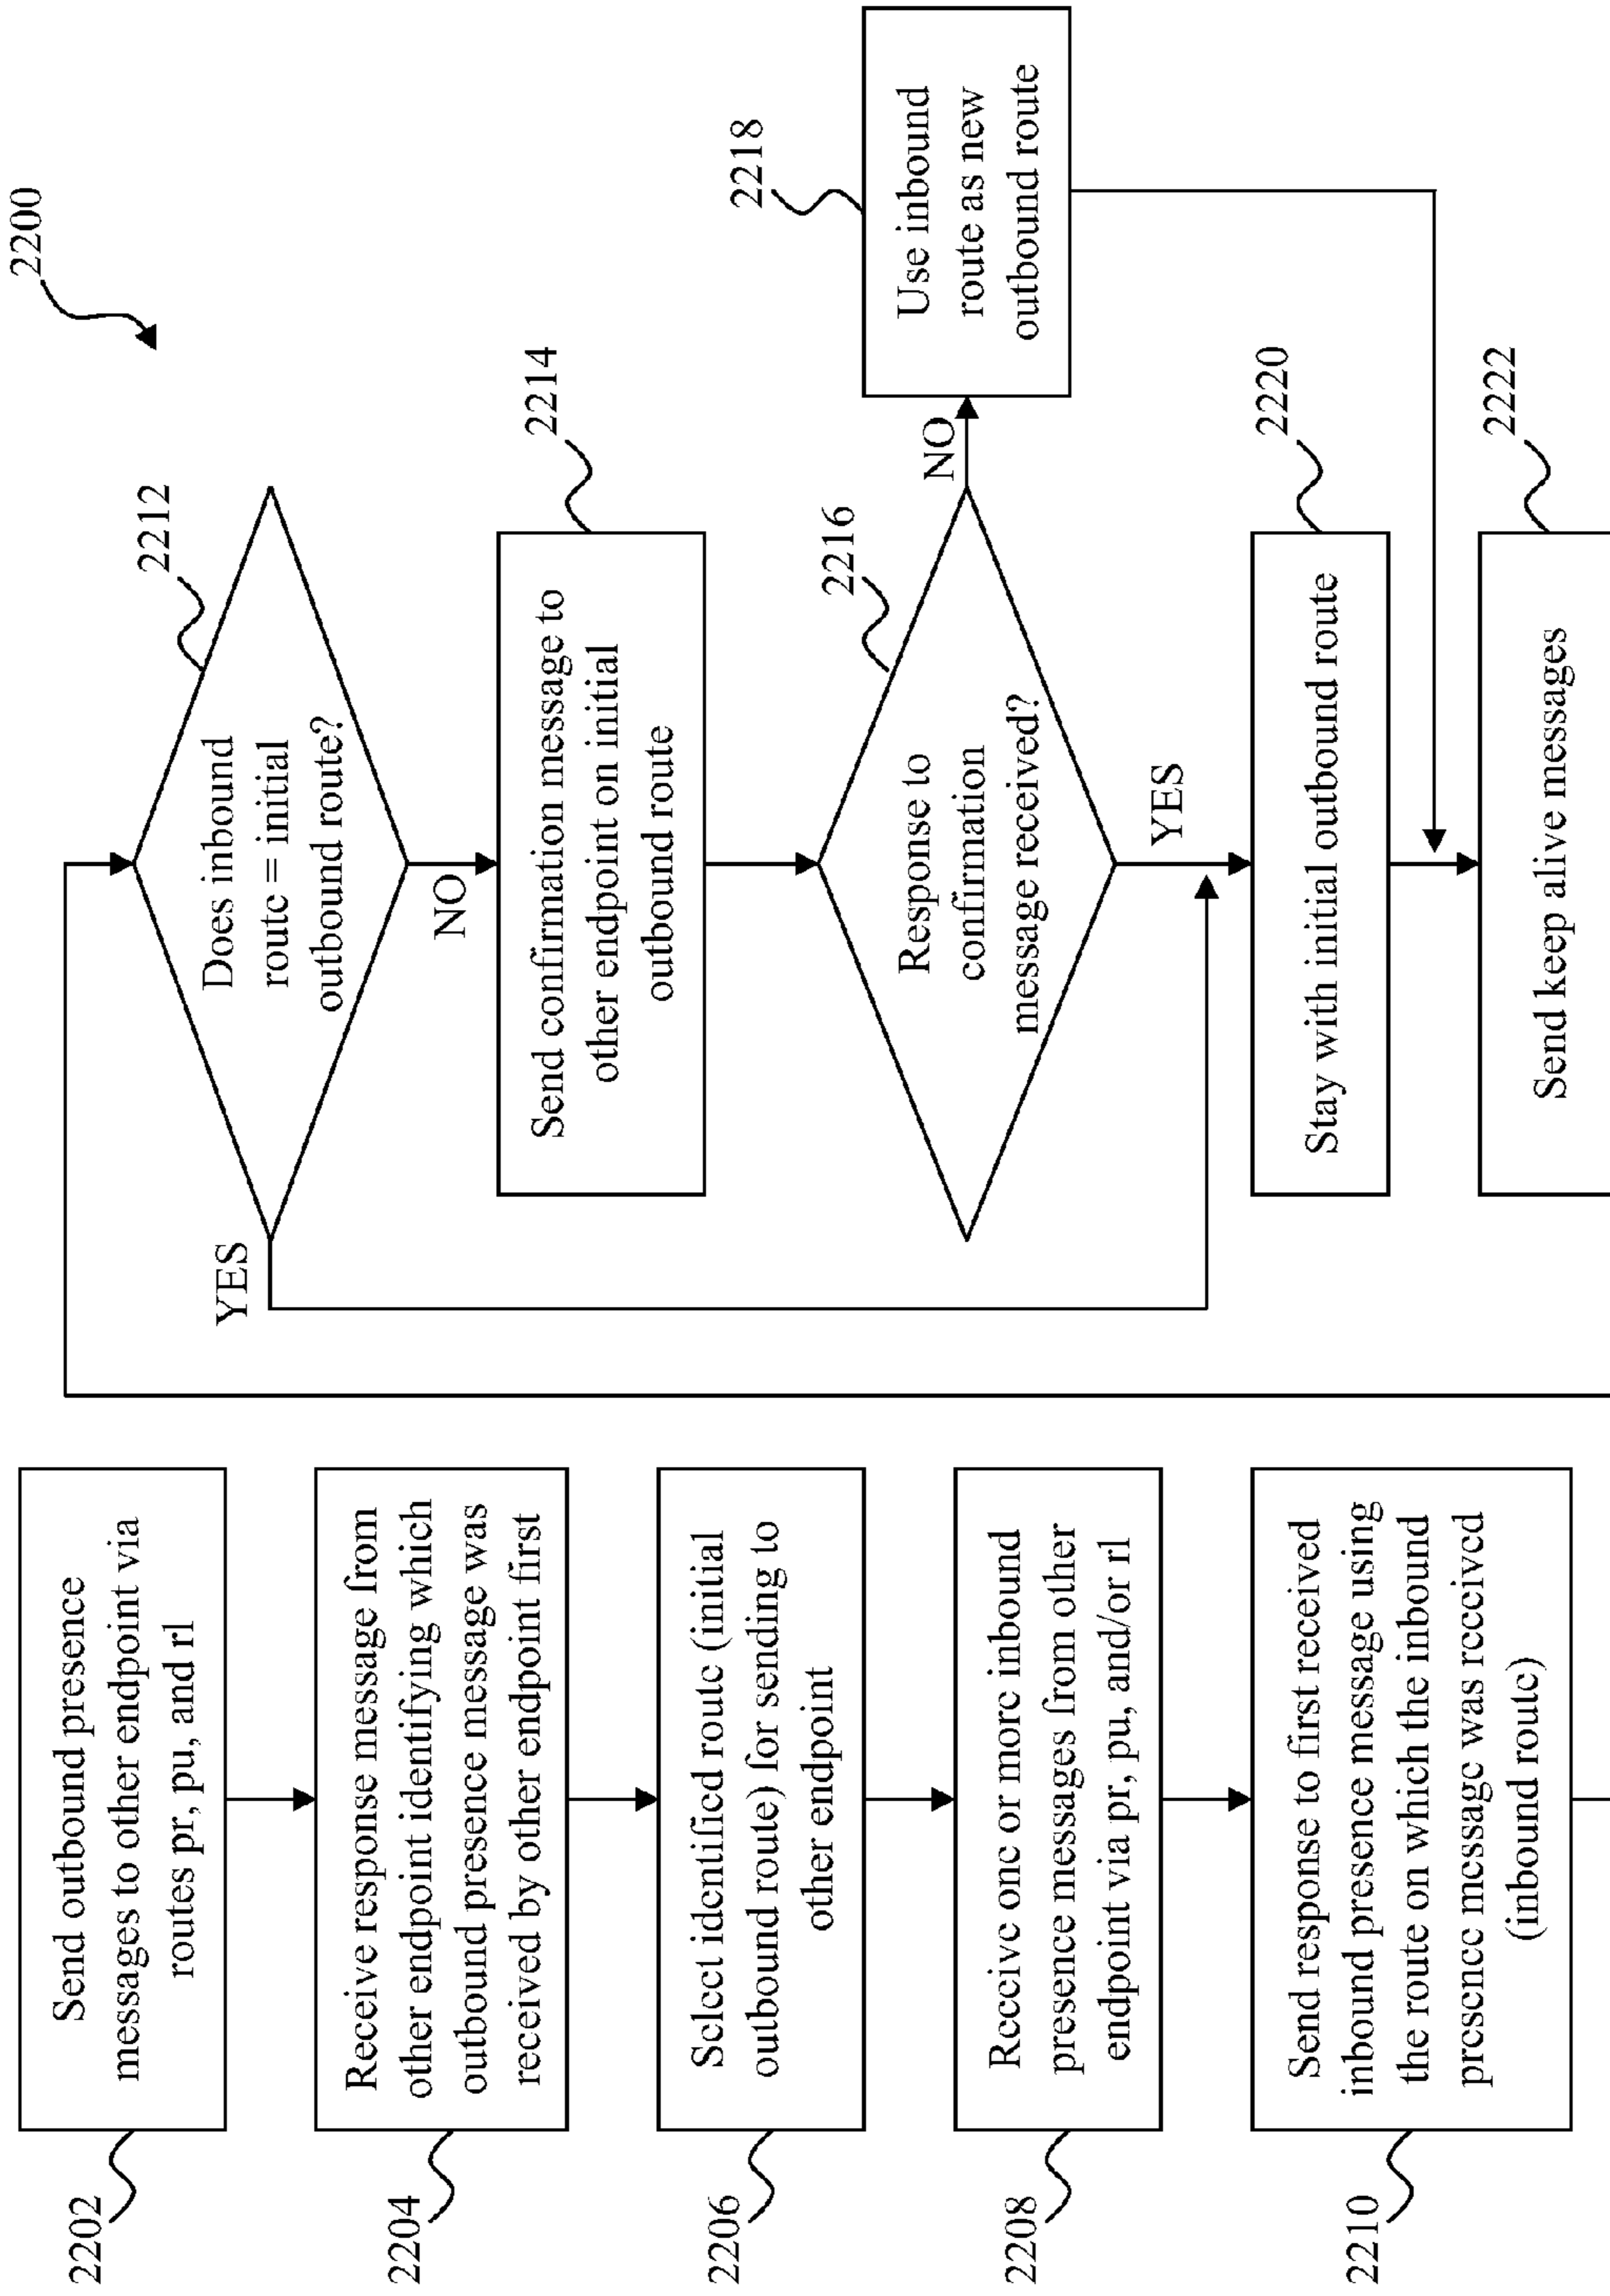 2200
2202
Send outbound presence
messages to other endpoint via
routes pr, pu, and rl
2204
Receive response message from
other endpoint identifying which
outbound presence message was
received by other endpoint first
2206
Select identified route (initial
outbound route) for sending to
other endpoint
2208
Receive one or more inbound
presence messages from other
endpoint via pr, pu, and/or rl
2210
Send response to first received
inbound presence message using
the route on which the inbound
presence message was received
(inbound route)
2212
Does inbound
route = initial
outbound route?
YES
NO
2214
Send confirmation message to
other endpoint on initial
outbound route
2216
Response to
confirmation
message received?
NO
YES
2218
Use inbound
route as new
outbound route
2220
Stay with initial outbound route
2222
Send keep alive messages